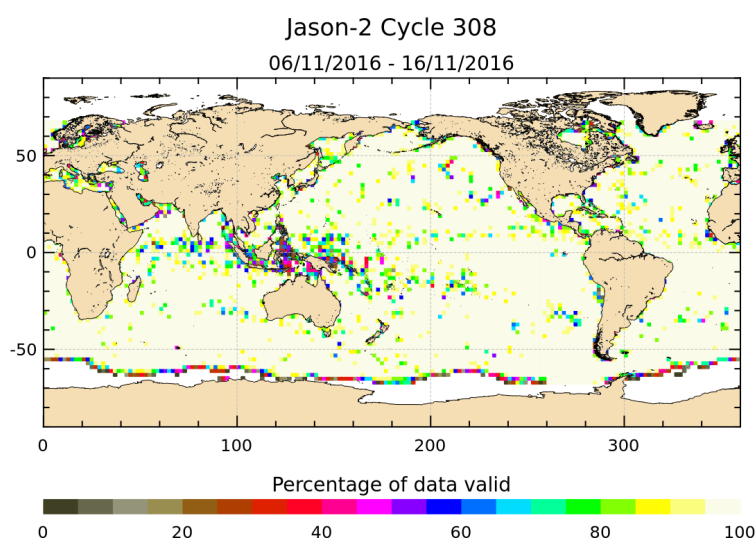 Jason-2 Cycle 308
06/11/2016 - 16/11/2016
50
0
-50
0 100 200 300
Percentage of data valid
0 20 40 60 80 100